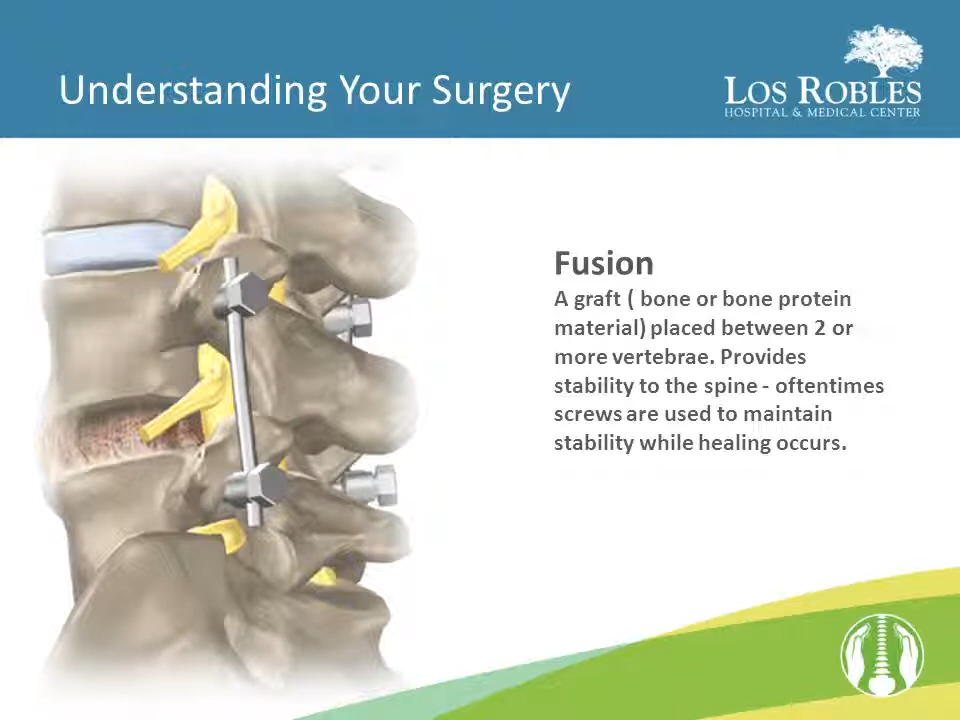 Understanding Your Surgery
LOS ROBLES
HOSPITAL & MEDICAL CENTER
Fusion
A graft ( bone or bone protein
material) placed between 2 or
more vertebrae. Provides
stability to the spine - oftentimes
screws are used to maintain
stability while healing occurs.